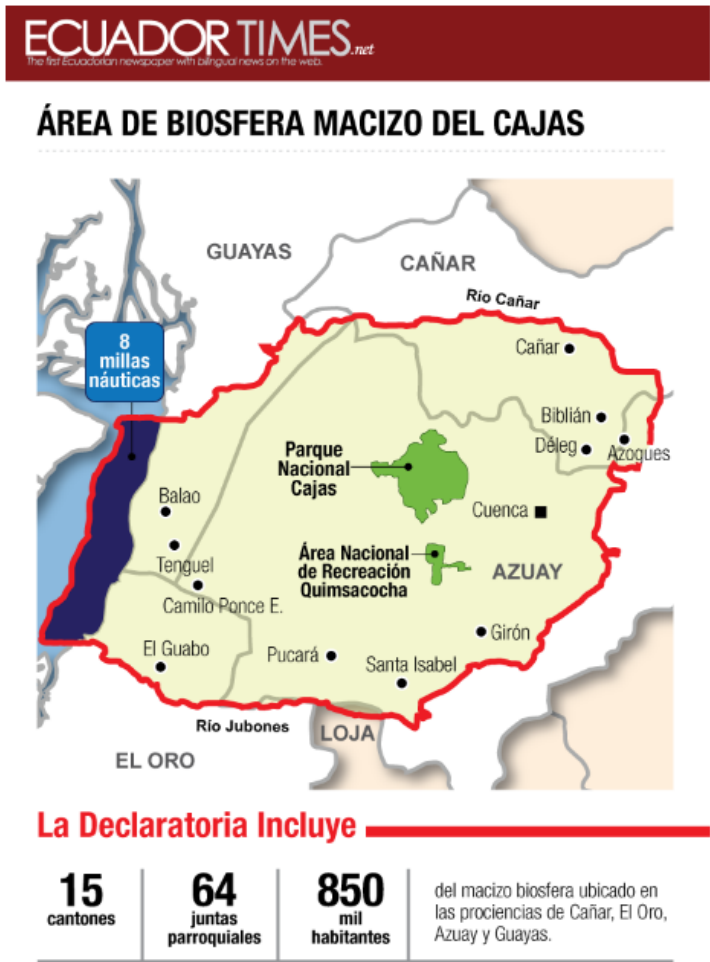 ECUADOR TIMES.net
The first Ecuadorian newspaper with bilingual news on the web.
ÁREA DE BIOSFERA MACIZO DEL CAJAS
GUAYAS
CAÑAR
Río Cañar
8
millas
náuticas
Cañar
Biblián
Déleg
Azogues
Parque
Nacional
Cajas
Balao
Cuenca
Tenguel
Área Nacional
de Recreación
Quimsacocha
AZUAY
Camilo Ponce E.
Girón
El Guabo
Pucará
Santa Isabel
Río Jubones
LOJA
EL ORO
La Declaratoria Incluye
15
cantones
64
juntas
parroquiales
850
mil
habitantes
del macizo biosfera ubicado en
las prociencias de Cañar, El Oro,
Azuay y Guayas.